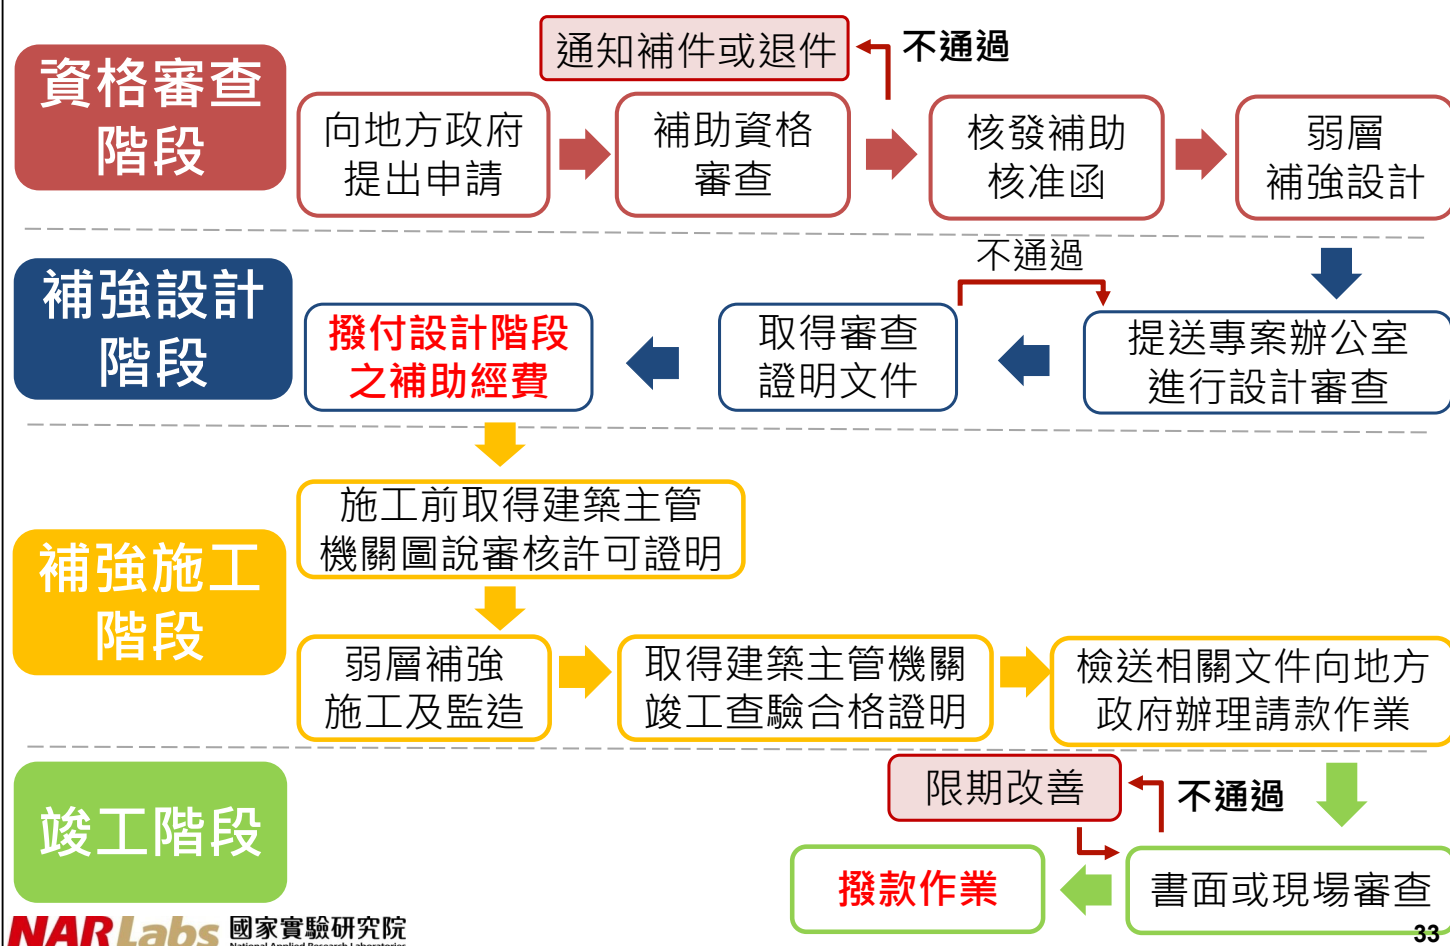 通知補件或退件
不通過
資格審查
階段
向地方政府
提出申請
補助資格
審查
核發補助
核准函
弱層
補強設計
補強設計
階段
不通過
撥付設計階段
之補助經費
取得審查
證明文件
提送專案辦公室
進行設計審查
施工前取得建築主管
機關圖說審核許可證明
補強施工
階段
弱層補強
施工及監造
取得建築主管機關
竣工查驗合格證明
檢送相關文件向地方
政府辦理請款作業
限期改善
不通過
竣工階段
撥款作業
書面或現場審查
NARLabs 國家實驗研究院
National Applied Research Laboratories
33